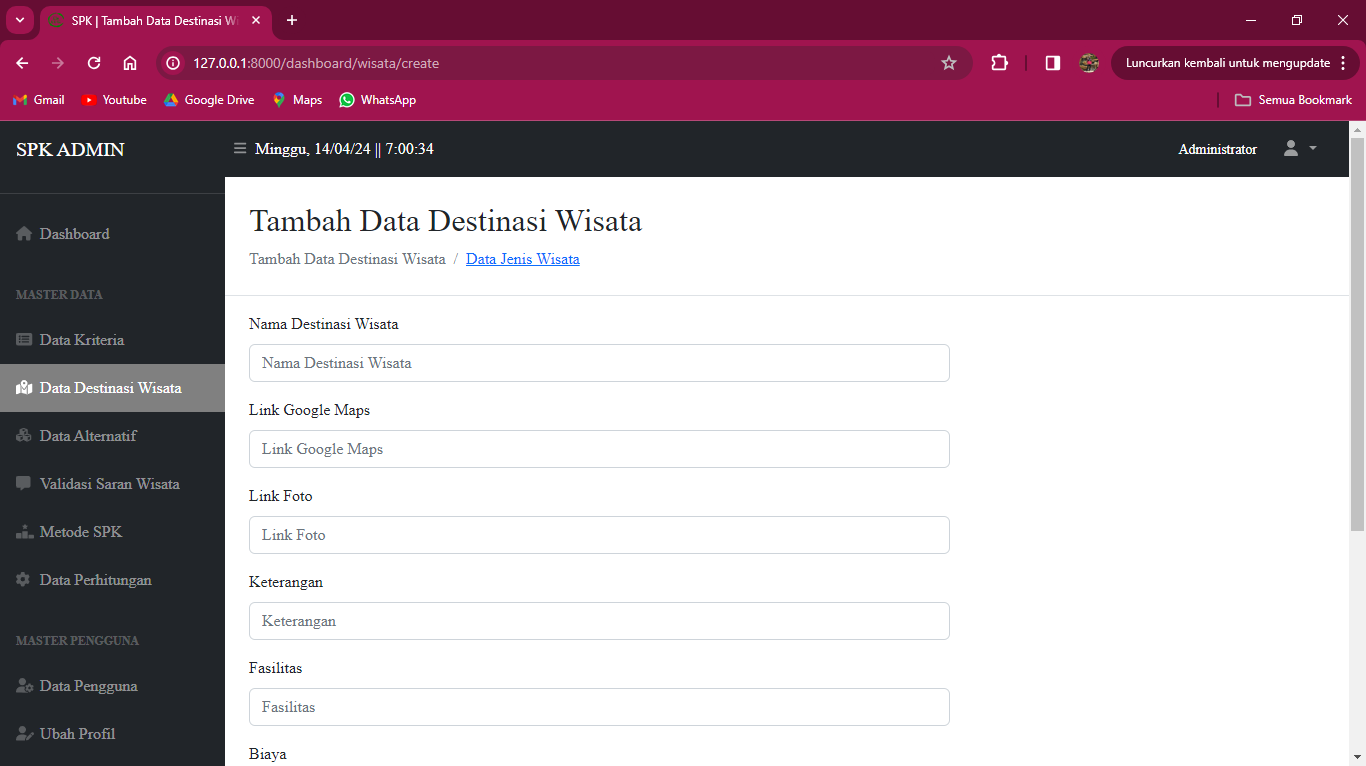 SPK | Tambah Data Destinasi Wi
127.0.0.1:8000/dashboard/wisata/create
Luncurkan kembali untuk mengupdate
Gmail Youtube Google Drive Maps WhatsApp Semua Bookmark
SPK ADMIN
Minggu, 14/04/24 || 7:00:34
Administrator
Dashboard
MASTER DATA
Data Kriteria
Data Destinasi Wisata
Data Alternatif
Validasi Saran Wisata
Metode SPK
Data Perhitungan
MASTER PENGGUNA
Data Pengguna
Ubah Profil
Tambah Data Destinasi Wisata
Tambah Data Destinasi Wisata / Data Jenis Wisata
Nama Destinasi Wisata
Nama Destinasi Wisata
Link Google Maps
Link Google Maps
Link Foto
Link Foto
Keterangan
Keterangan
Fasilitas
Fasilitas
Biaya